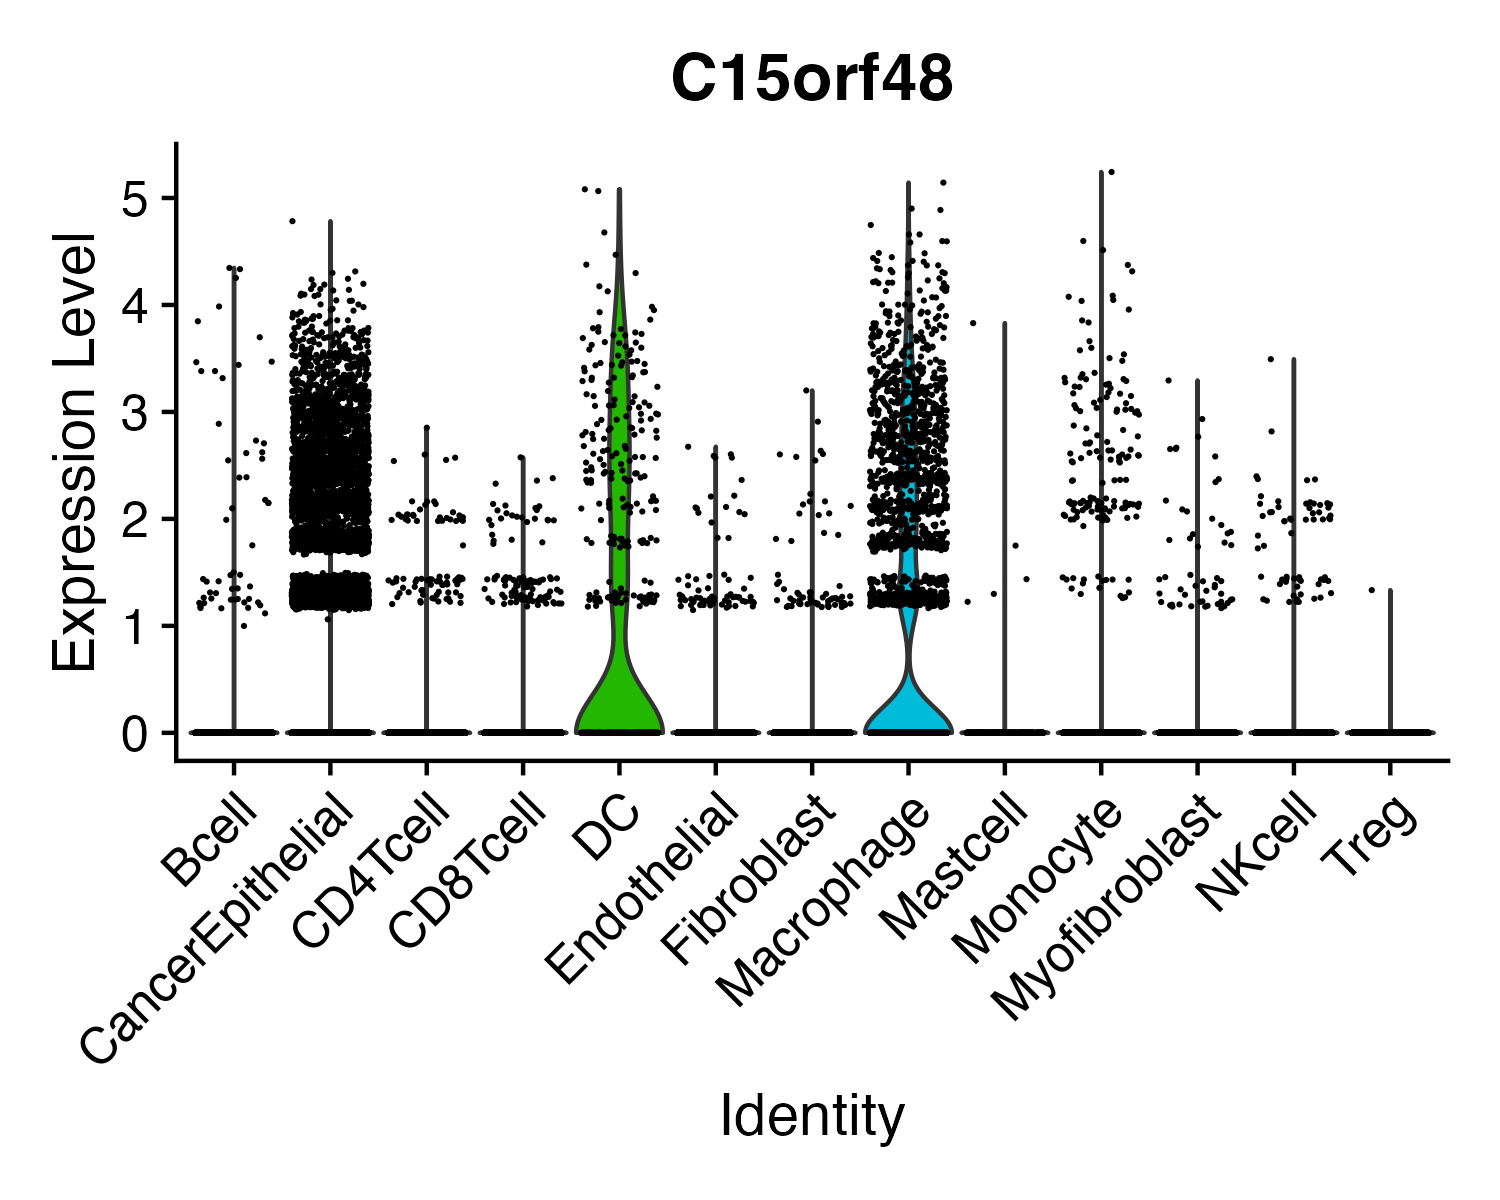 C15orf48
Expression Level
5
4
3
2
1
0
Bcell
CancerEpithelial
CD4Tcell
CD8Tcell
DC
Endothelial
Fibroblast
Macrophage
Mastcell
Monocyte
Myofibroblast
NKcell
Treg
Identity